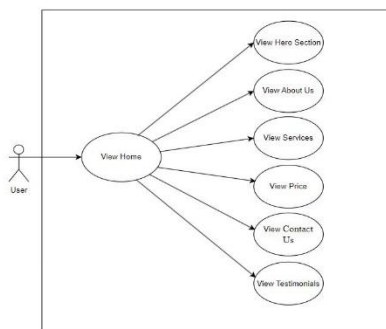 View Hero Section
View About Us
View Services
View Home
User
View Price
View Contact
Us
View Testimonials